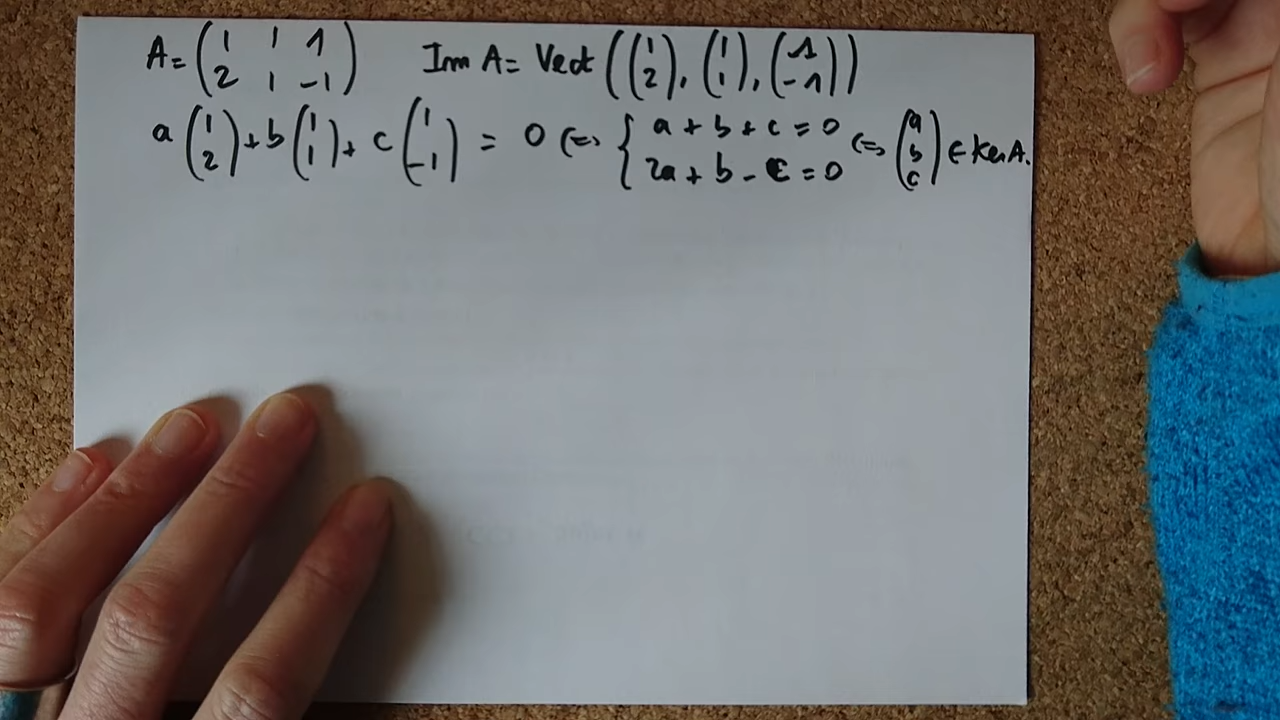 A = (1 1 1 / 2 1 -1) Im A = Vect ((1 / 2), (1 / 1), (1 / -1))
a (1 / 2) + b (1 / 1) + c (1 / -1) = 0 ⇔ { a + b + c = 0 / 2a + b - c = 0 ⇔ (a / b / c) ∈ Ker A.